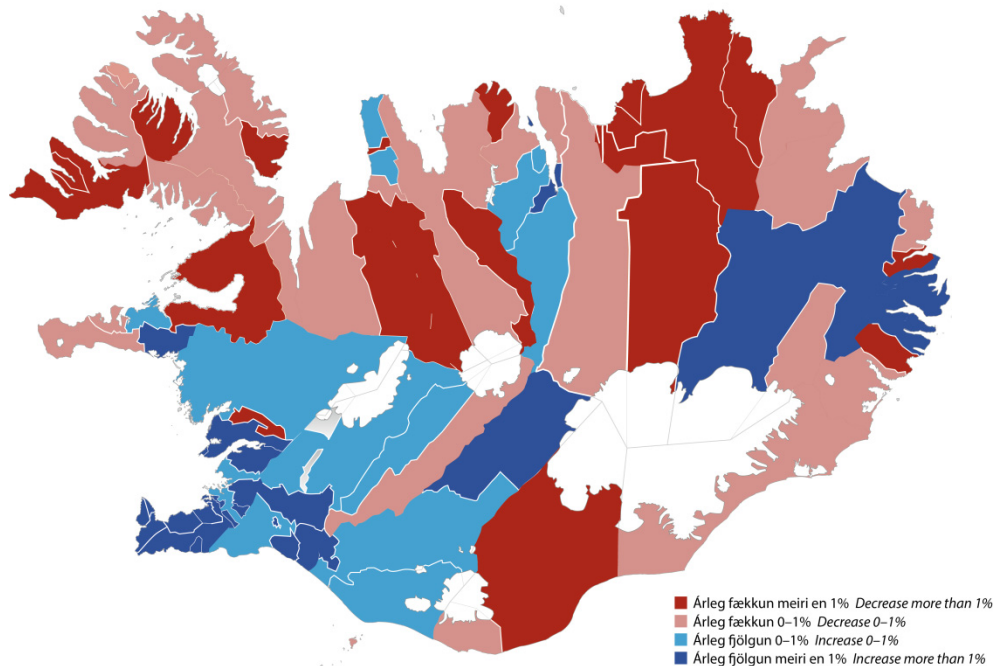 Árleg fækkun meiri en 1% Decrease more than 1%
Árleg fækkun 0–1% Decrease 0–1%
Árleg fjölgun 0–1% Increase 0–1%
Árleg fjölgun meiri en 1% Increase more than 1%